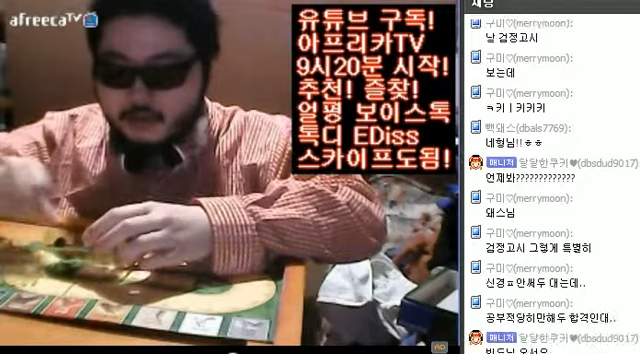 afreecaTV
유튜브 구독!
아프리카TV
9시20분 시작!
추천! 즐찾!
얼평 보이스톡
톡디 EDiss
스카이프도됨!
채팅
구미♡(merrymoon):
날 검정고시
구미♡(merrymoon):
보는데
구미♡(merrymoon):
ㅋ키ㅣ키키키
백돼스(dbals7769):
네형님!!ㅎㅎ
매니저 달달한쿠키♥(dbsdud9017)
언제봐?????????????
구미♡(merrymoon):
돼스님
구미♡(merrymoon):
검정고시 그렇게 특별히
구미♡(merrymoon):
신경ㅍ안써두 대는데..
구미♡(merrymoon):
공부적당히만해두 합격인대..
매니저 달달한쿠키♥(dbsdud9017)
AD